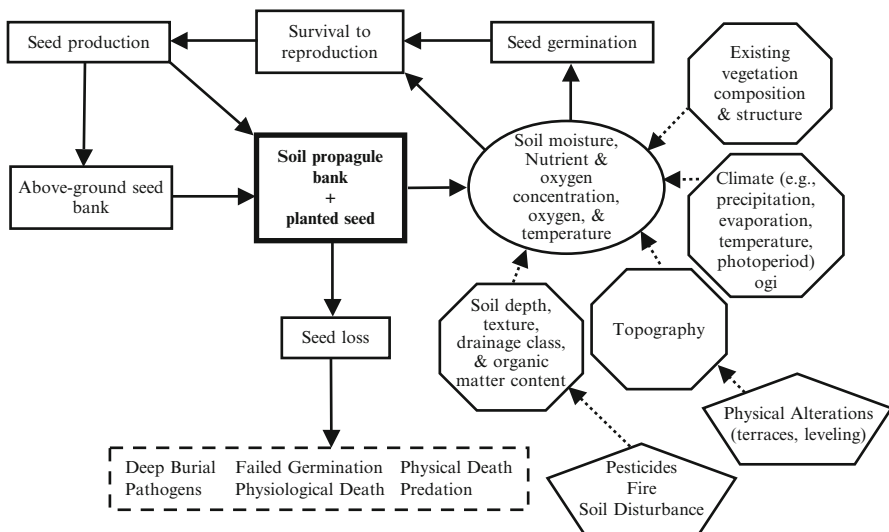 Seed production
Survival to
reproduction
Seed germination
Existing
vegetation
composition
& structure
Above-ground seed
bank
Soil propagule
bank
+
planted seed
Soil moisture,
Nutrient &
oxygen
concentration,
oxygen, &
temperature
Climate (e.g.,
precipitation,
evaporation,
temperature,
photoperiod)
ogi
Seed loss
Soil depth,
texture,
drainage class,
& organic
matter content
Topography
Physical Alterations
(terraces, leveling)
Deep Burial Failed Germination Physical Death
Pathogens Physiological Death Predation
Pesticides
Fire
Soil Disturbance